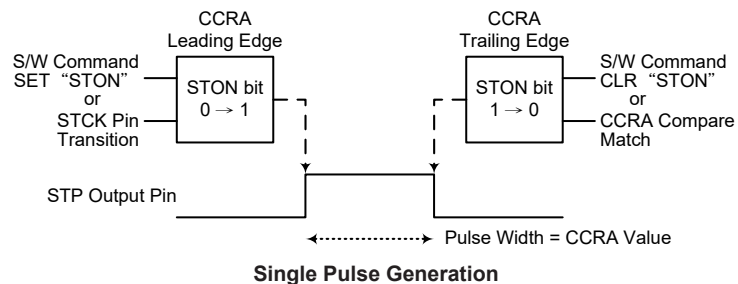 CCRA
Leading Edge
S/W Command
SET “STON”
or
STCK Pin
Transition
STON bit
0 → 1
CCRA
Trailing Edge
STON bit
1 → 0
S/W Command
CLR “STON”
or
CCRA Compare
Match
STP Output Pin
Pulse Width = CCRA Value
Single Pulse Generation